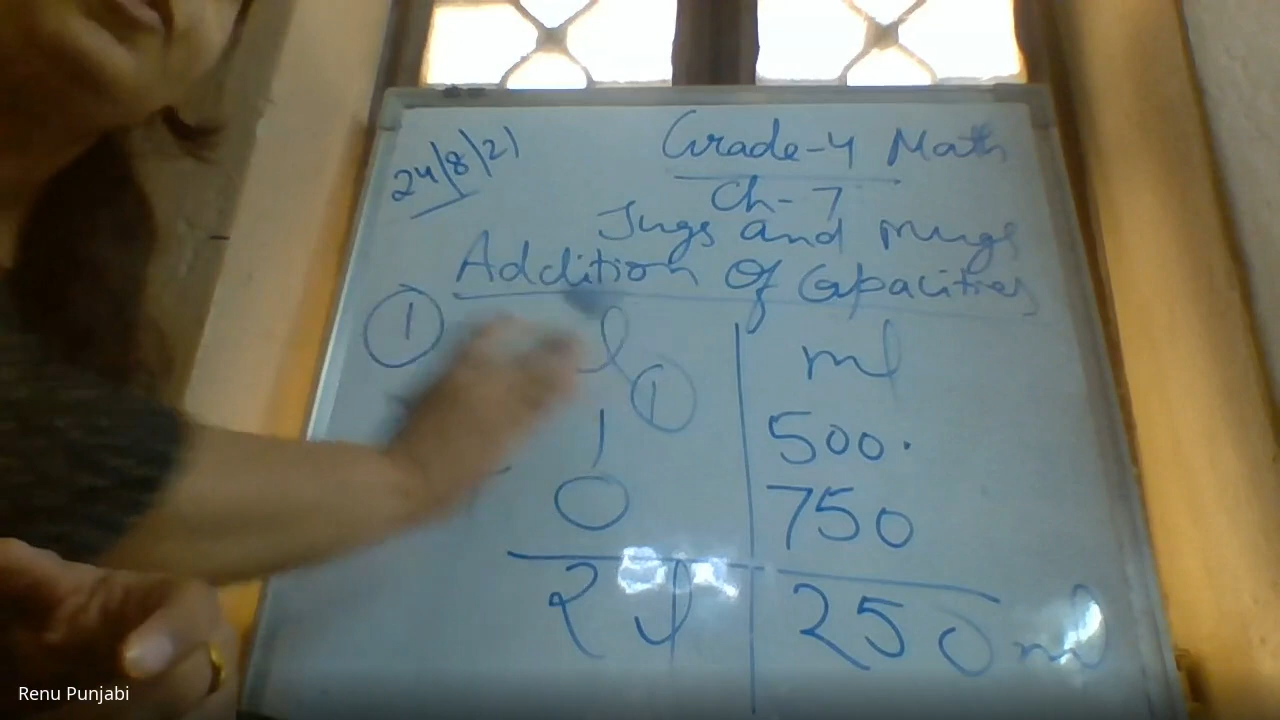 24/8/21
Grade-4 Math
Ch-7
Jugs and Mugs
Addition of Capacities
① l ml
①
1 500.
0 750
2 l 250 ml
Renu Punjabi